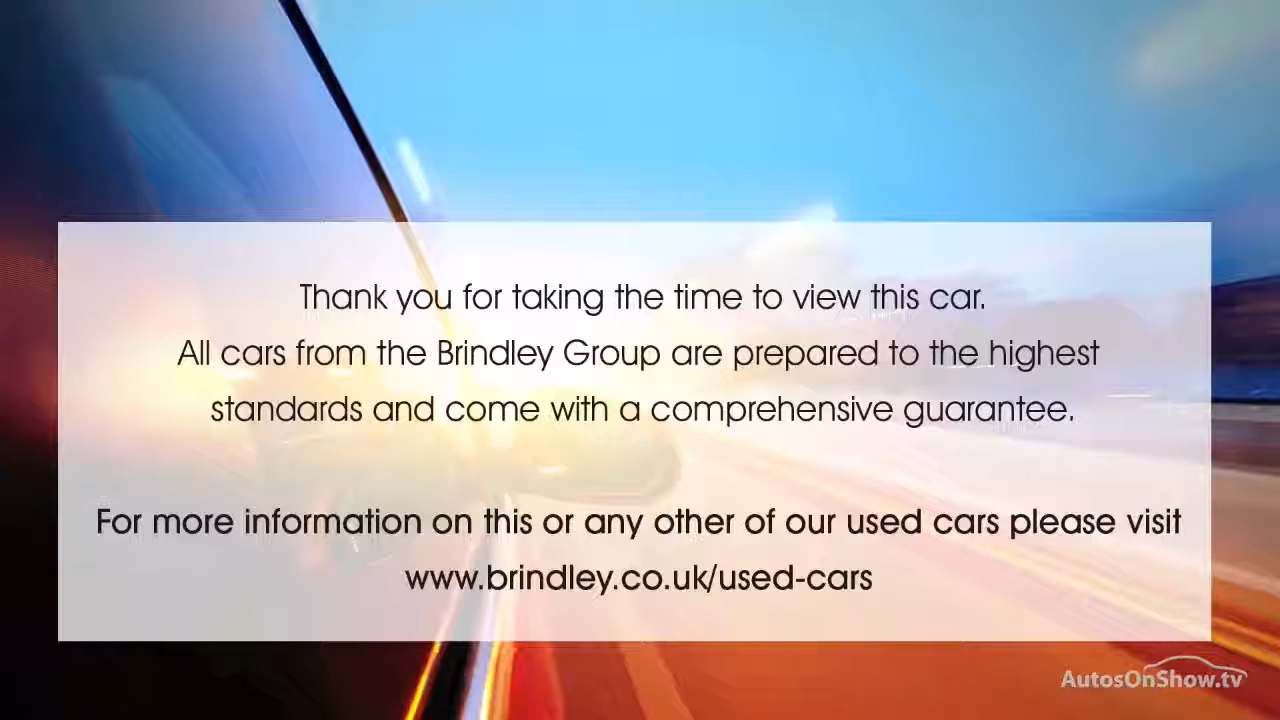 Thank you for taking the time to view this car.
All cars from the Brindley Group are prepared to the highest
standards and come with a comprehensive guarantee.
For more information on this or any other of our used cars please visit
www.brindley.co.uk/used-cars
AutosOnShow.tv